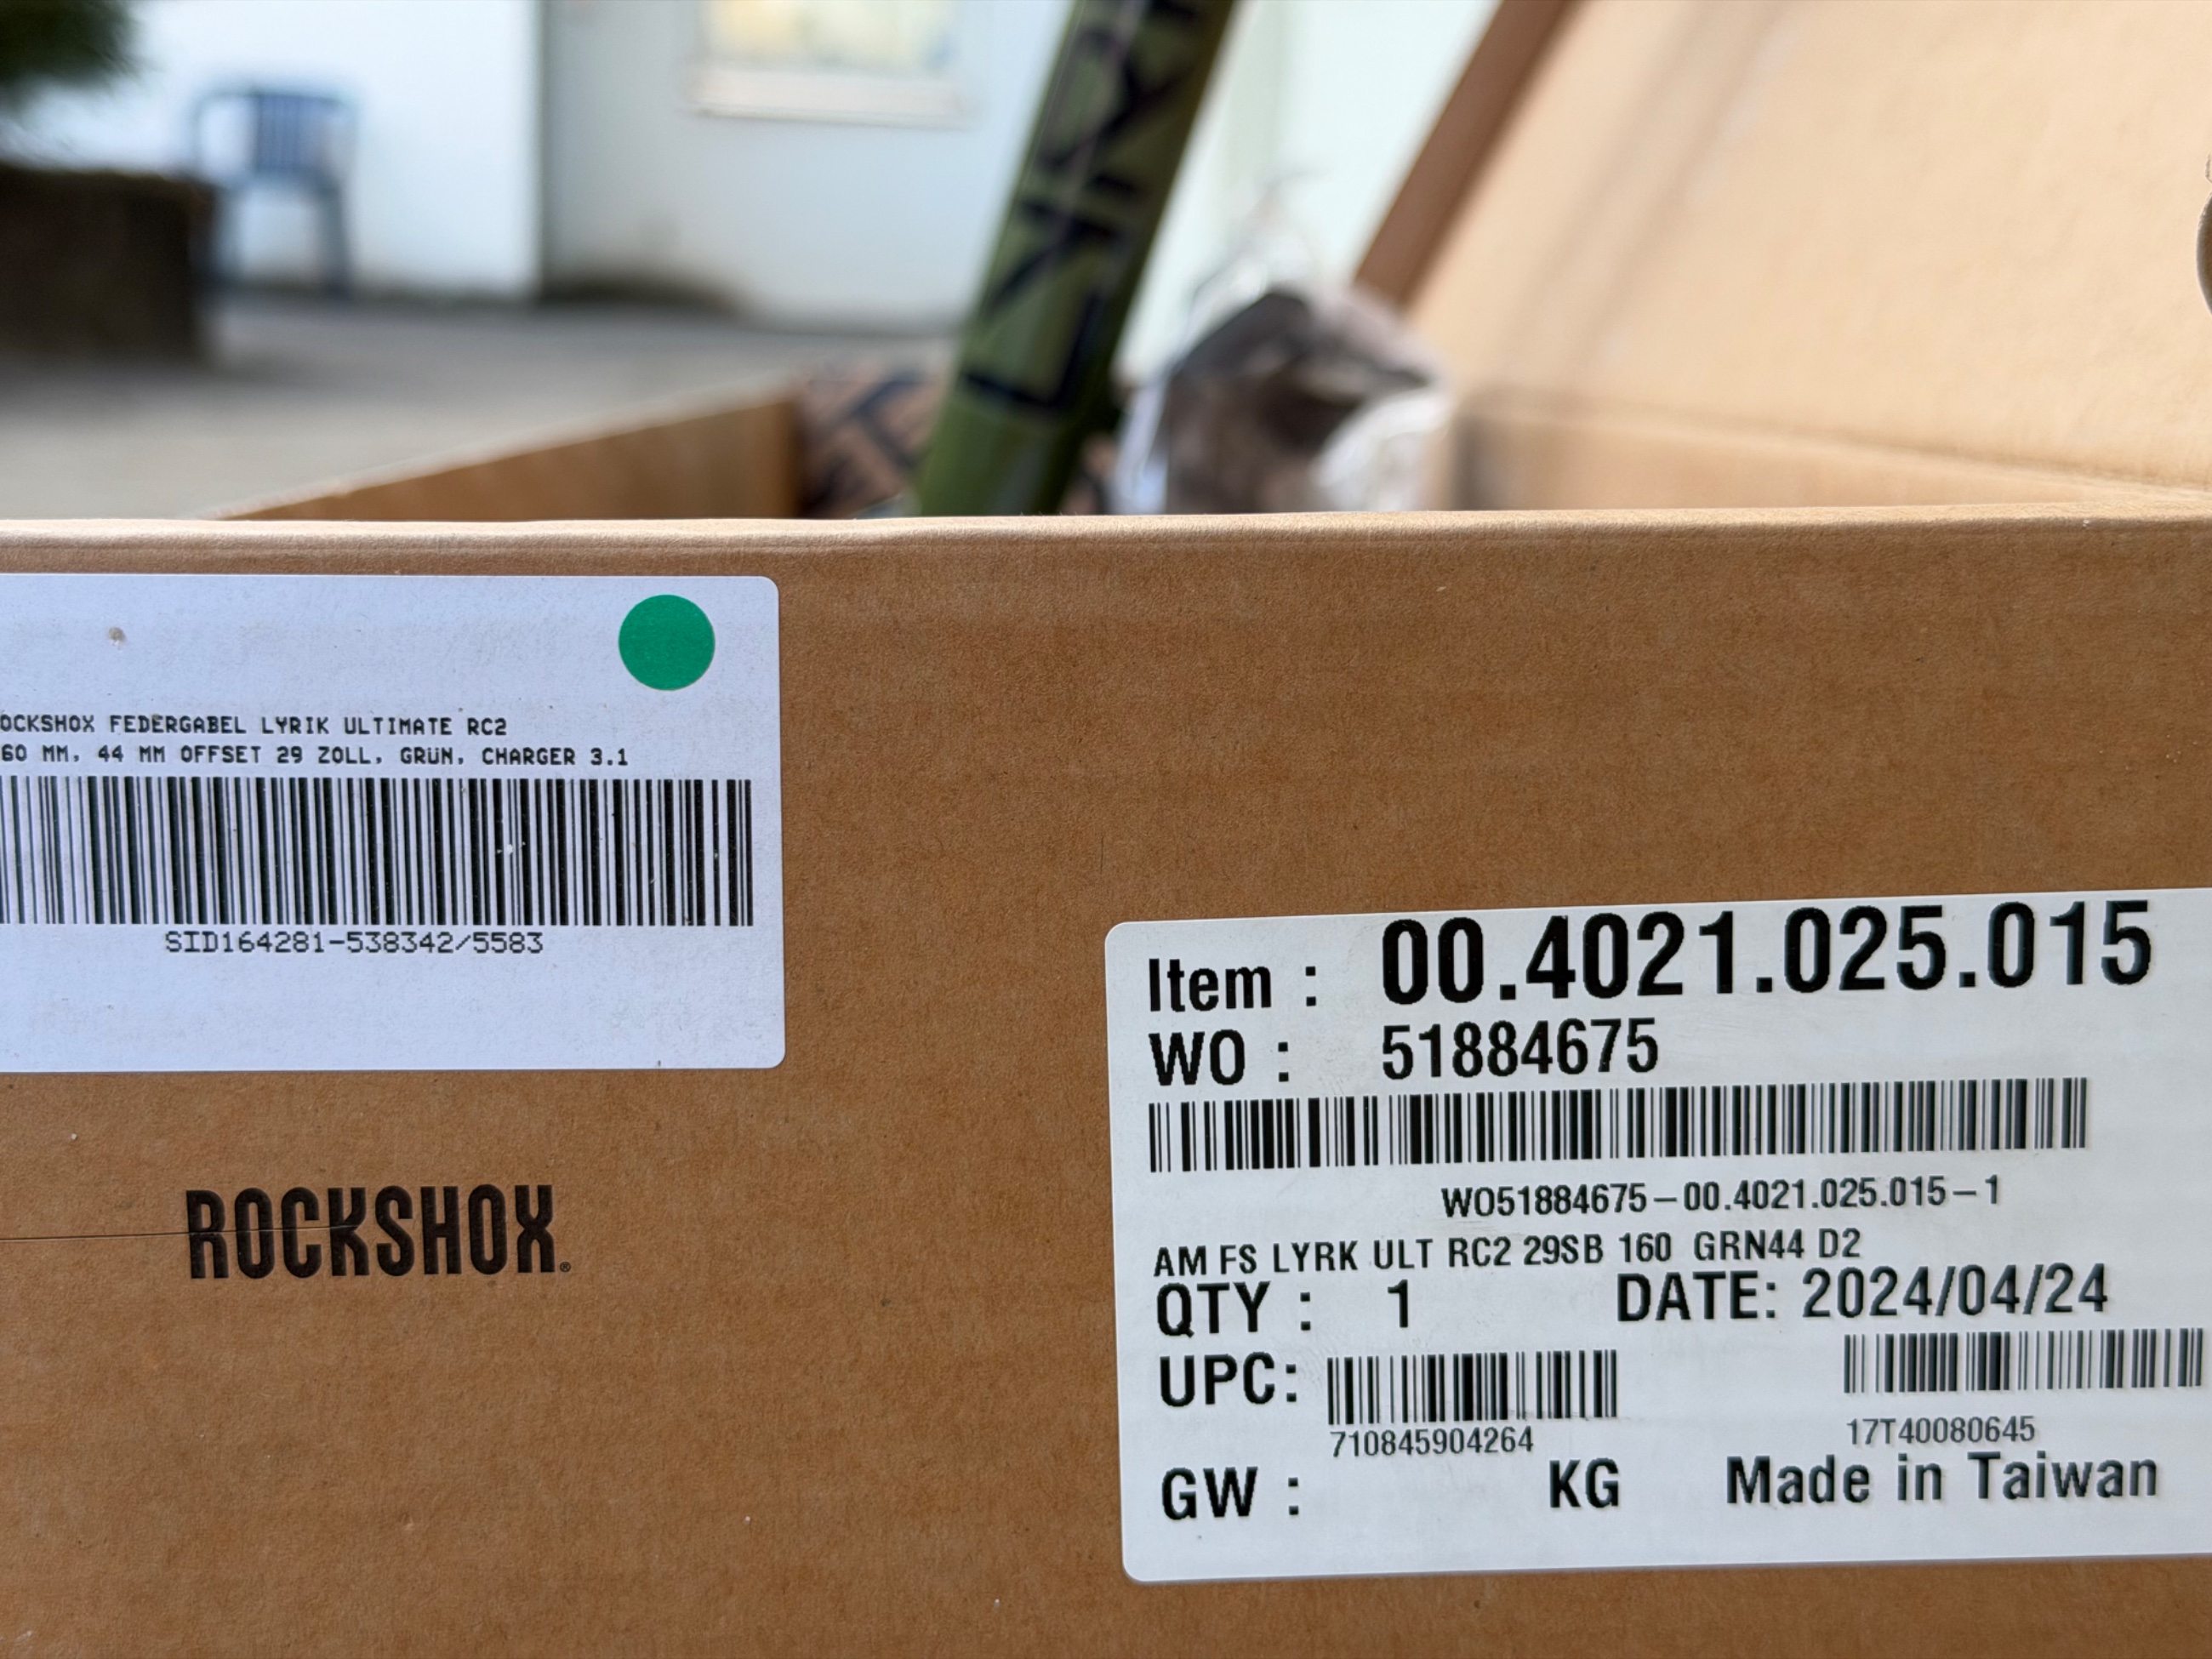 LYRIK
OCKSHOX FEDERGABEL LYRIK ULTIMATE RC2
60 MM, 44 MM OFFSET 29 ZOLL, GRÜN, CHARGER 3.1
SID164281-538342/5583
ROCKSHOX®
Item : 00.4021.025.015
WO : 51884675
WO51884675-00.4021.025.015-1
AM FS LYRK ULT RC2 29SB 160 GRN44 D2
QTY : 1 DATE: 2024/04/24
UPC:
710845904264 17T40080645
GW : KG Made in Taiwan